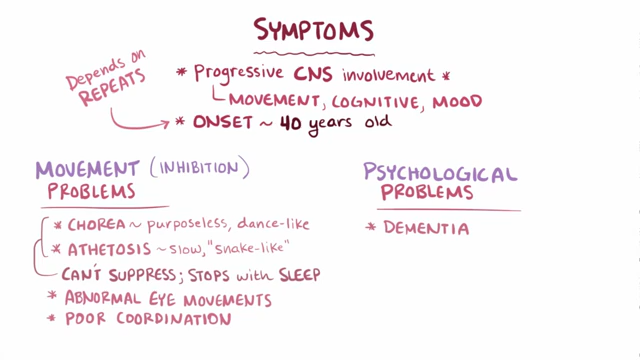 SYMPTOMS
Depends on
REPEATS
* Progressive CNS involvement *
MOVEMENT, COGNITIVE, MOOD
* ONSET ~ 40 years old
MOVEMENT (INHIBITION)
PROBLEMS
* CHOREA ~ purposeless, dance-like
* ATHETOSIS ~ slow, "snake-like"
CAN'T SUPPRESS; STOPS with SLEEP
* ABNORMAL EYE MOVEMENTS
* POOR COORDINATION
PSYCHOLOGICAL
PROBLEMS
* DEMENTIA